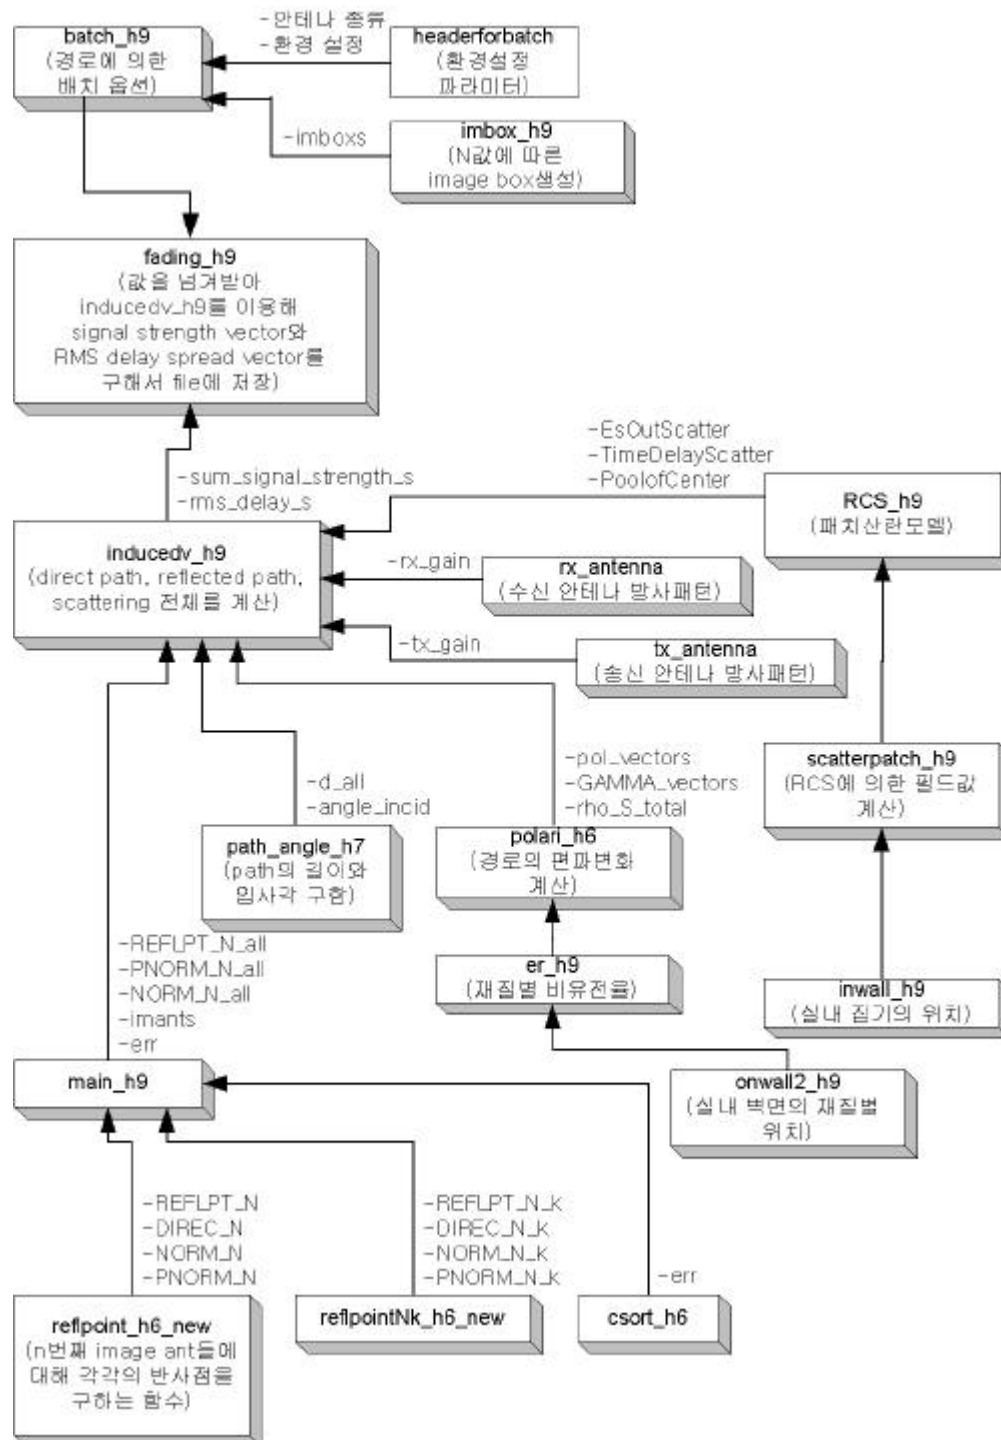 batch_h9
(경로에 의한
배치 옵션)
-안테나 종류
-환경 설정
headerforbatch
(환경설정
파라미터)
-imboxs
imbox_h9
(N값에 따른
image box생성)
fading_h9
(값을 넘겨받아
inducedv_h9를 이용해
signal strength vector와
RMS delay spread vector를
구해서 file에 저장)
-sum_signal_strength_s
-rms_delay_s
-EsOutScatter
-TimeDelayScatter
-PoolofCenter
RCS_h9
(패치산란모델)
inducedv_h9
(direct path, reflected path,
scattering 전체를 계산)
-rx_gain
rx_antenna
(수신 안테나 방사패턴)
-tx_gain
tx_antenna
(송신 안테나 방사패턴)
-pol_vectors
-GAMMA_vectors
-rho_S_total
scatterpatch_h9
(RCS에 의한 필드값
계산)
-d_all
-angle_incid
path_angle_h7
(path의 길이와
입사각 구함)
polari_h6
(경로의 편파변화
계산)
-REFLPT_N_all
-PNORM_N_all
-NORM_N_all
-imants
-err
er_h9
(재질별 비유전율)
inwall_h9
(실내 집기의 위치)
main_h9
onwall2_h9
(실내 벽면의 재질별
위치)
-REFLPT_N
-DIREC_N
-NORM_N
-PNORM_N
-REFLPT_N_k
-DIREC_N_k
-NORM_N_k
-PNORM_N_k
-err
reflpoint_h6_new
(n번째 image ant들에
대해 각각의 반사점을
구하는 함수)
reflpointNk_h6_new
csort_h6